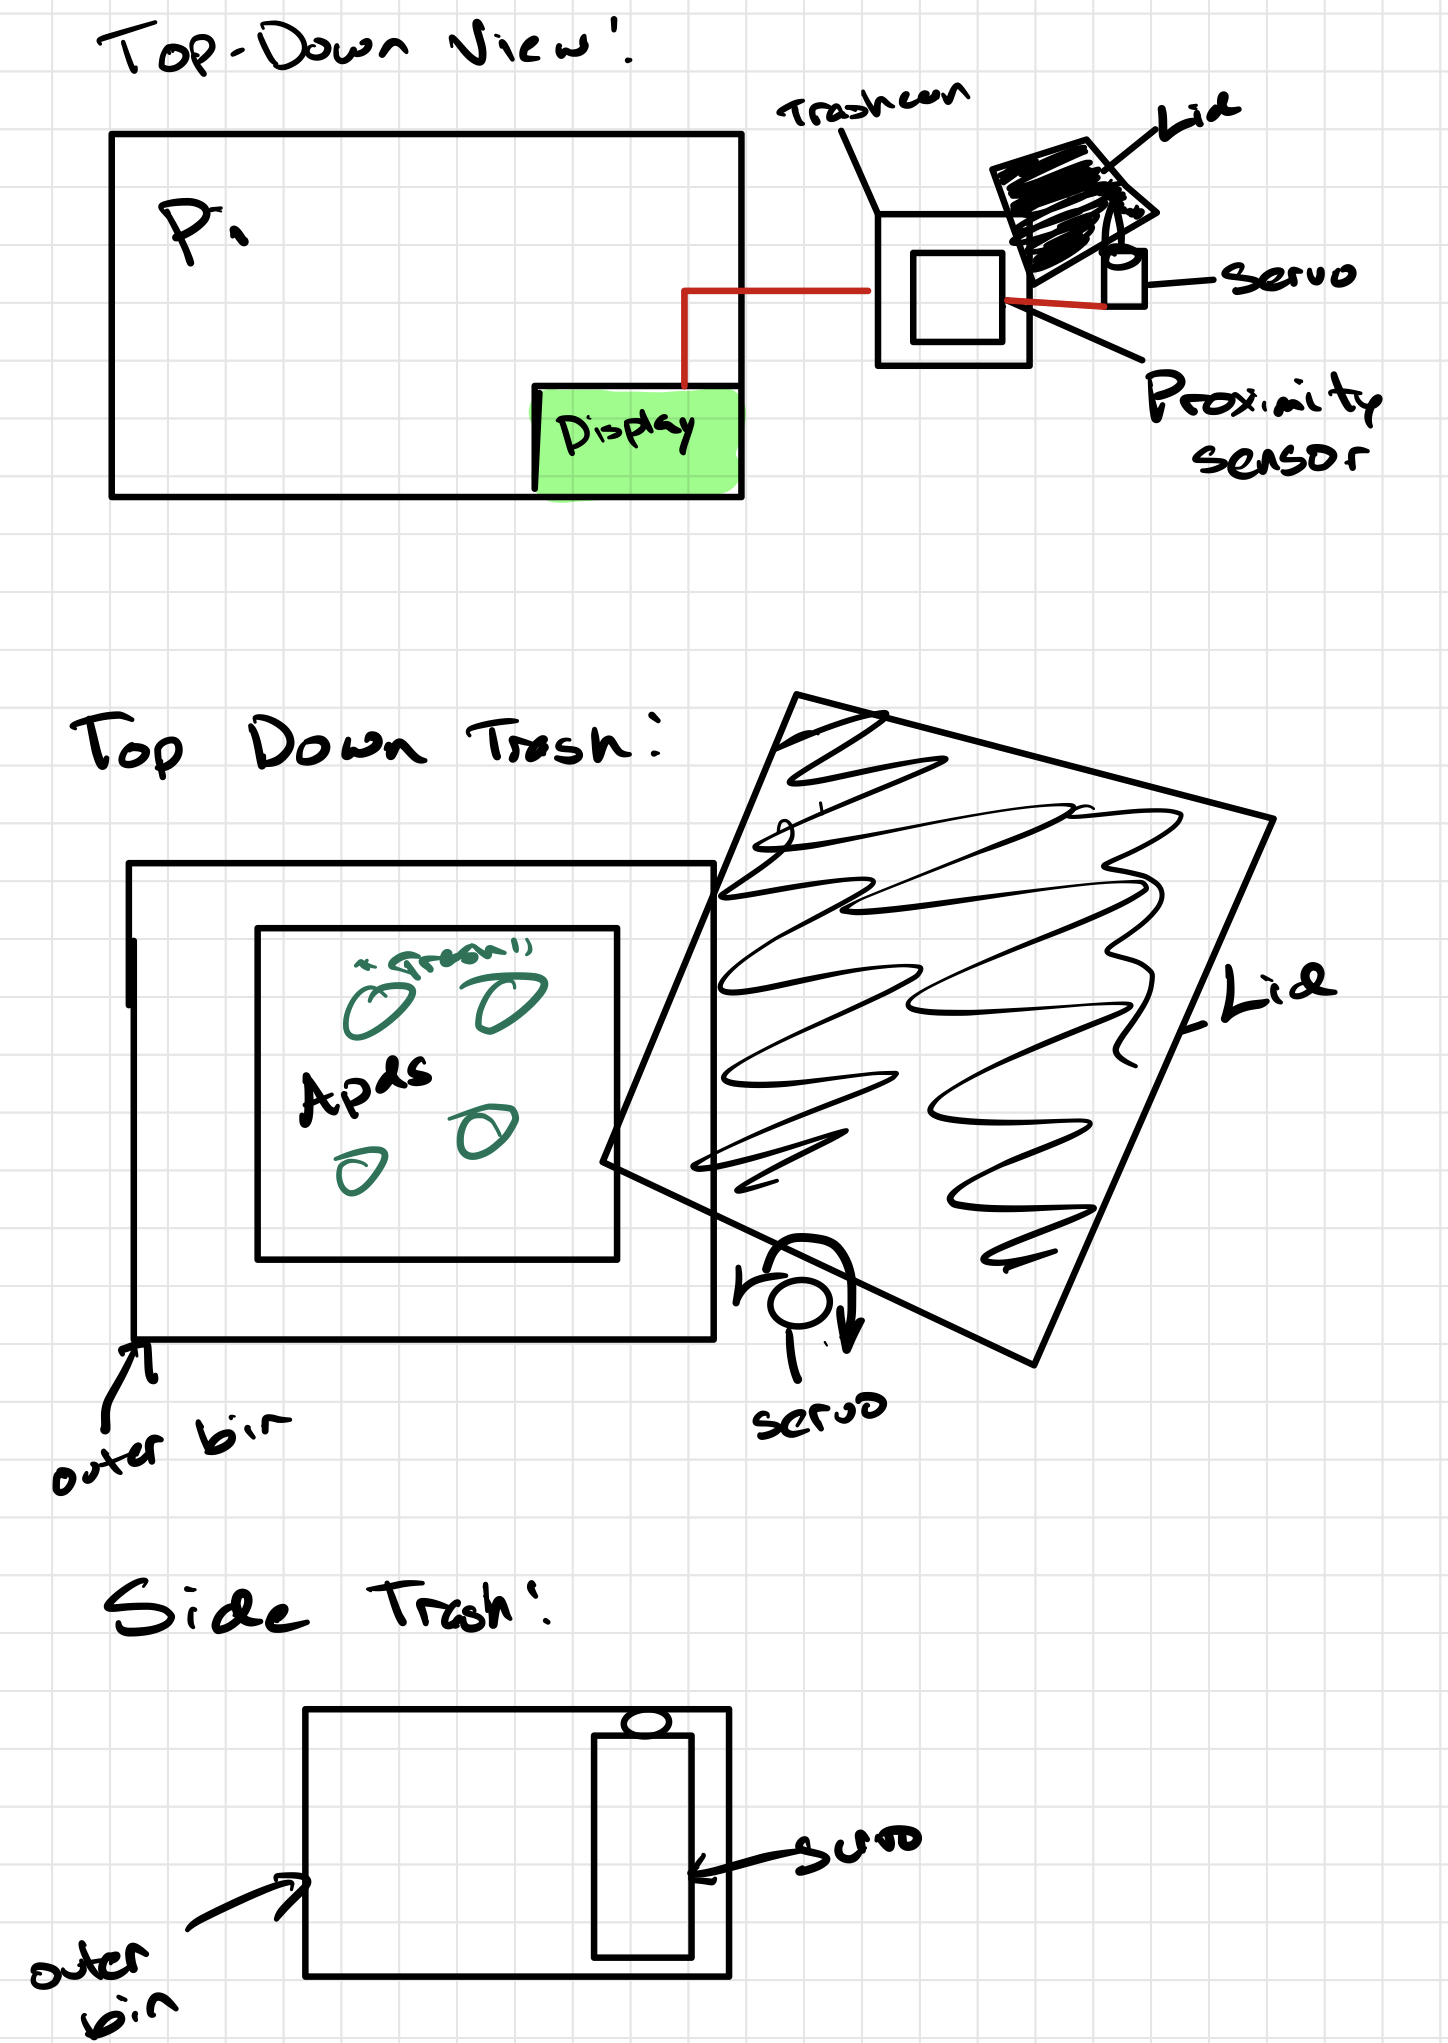 Top-Down View:
Trashcan
Lid
Pi
Servo
Display
Proximity
sensor
Top Down Trash:
"green"
Apds
Lid
servo
outer bin
Side Trash:
servo
outer
bin